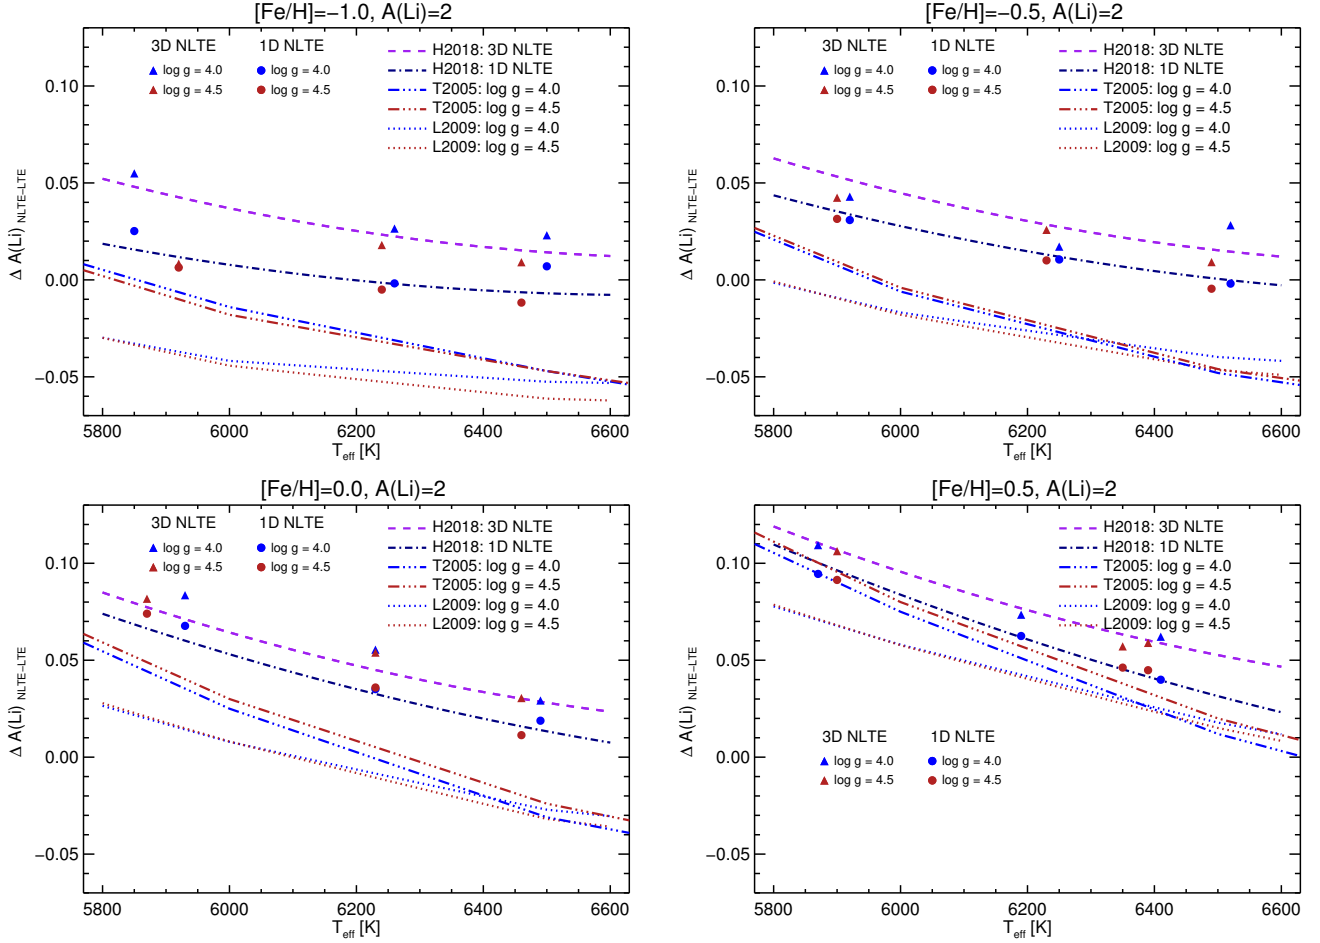 [Fe/H]=−1.0, A(Li)=2
3D NLTE 1D NLTE
log g = 4.0 log g = 4.0
log g = 4.5 log g = 4.5
H2018: 3D NLTE
H2018: 1D NLTE
T2005: log g = 4.0
T2005: log g = 4.5
L2009: log g = 4.0
L2009: log g = 4.5
0.10
0.05
0.00
−0.05
Δ A(Li) NLTE−LTE
5800 6000 6200 6400 6600
Teff [K]
[Fe/H]=−0.5, A(Li)=2
3D NLTE 1D NLTE
log g = 4.0 log g = 4.0
log g = 4.5 log g = 4.5
H2018: 3D NLTE
H2018: 1D NLTE
T2005: log g = 4.0
T2005: log g = 4.5
L2009: log g = 4.0
L2009: log g = 4.5
0.10
0.05
0.00
−0.05
Δ A(Li) NLTE−LTE
5800 6000 6200 6400 6600
Teff [K]
[Fe/H]=0.0, A(Li)=2
3D NLTE 1D NLTE
log g = 4.0 log g = 4.0
log g = 4.5 log g = 4.5
H2018: 3D NLTE
H2018: 1D NLTE
T2005: log g = 4.0
T2005: log g = 4.5
L2009: log g = 4.0
L2009: log g = 4.5
0.10
0.05
0.00
−0.05
Δ A(Li) NLTE−LTE
5800 6000 6200 6400 6600
Teff [K]
[Fe/H]=0.5, A(Li)=2
H2018: 3D NLTE
H2018: 1D NLTE
T2005: log g = 4.0
T2005: log g = 4.5
L2009: log g = 4.0
L2009: log g = 4.5
3D NLTE 1D NLTE
log g = 4.0 log g = 4.0
log g = 4.5 log g = 4.5
0.10
0.05
0.00
−0.05
Δ A(Li) NLTE−LTE
5800 6000 6200 6400 6600
Teff [K]